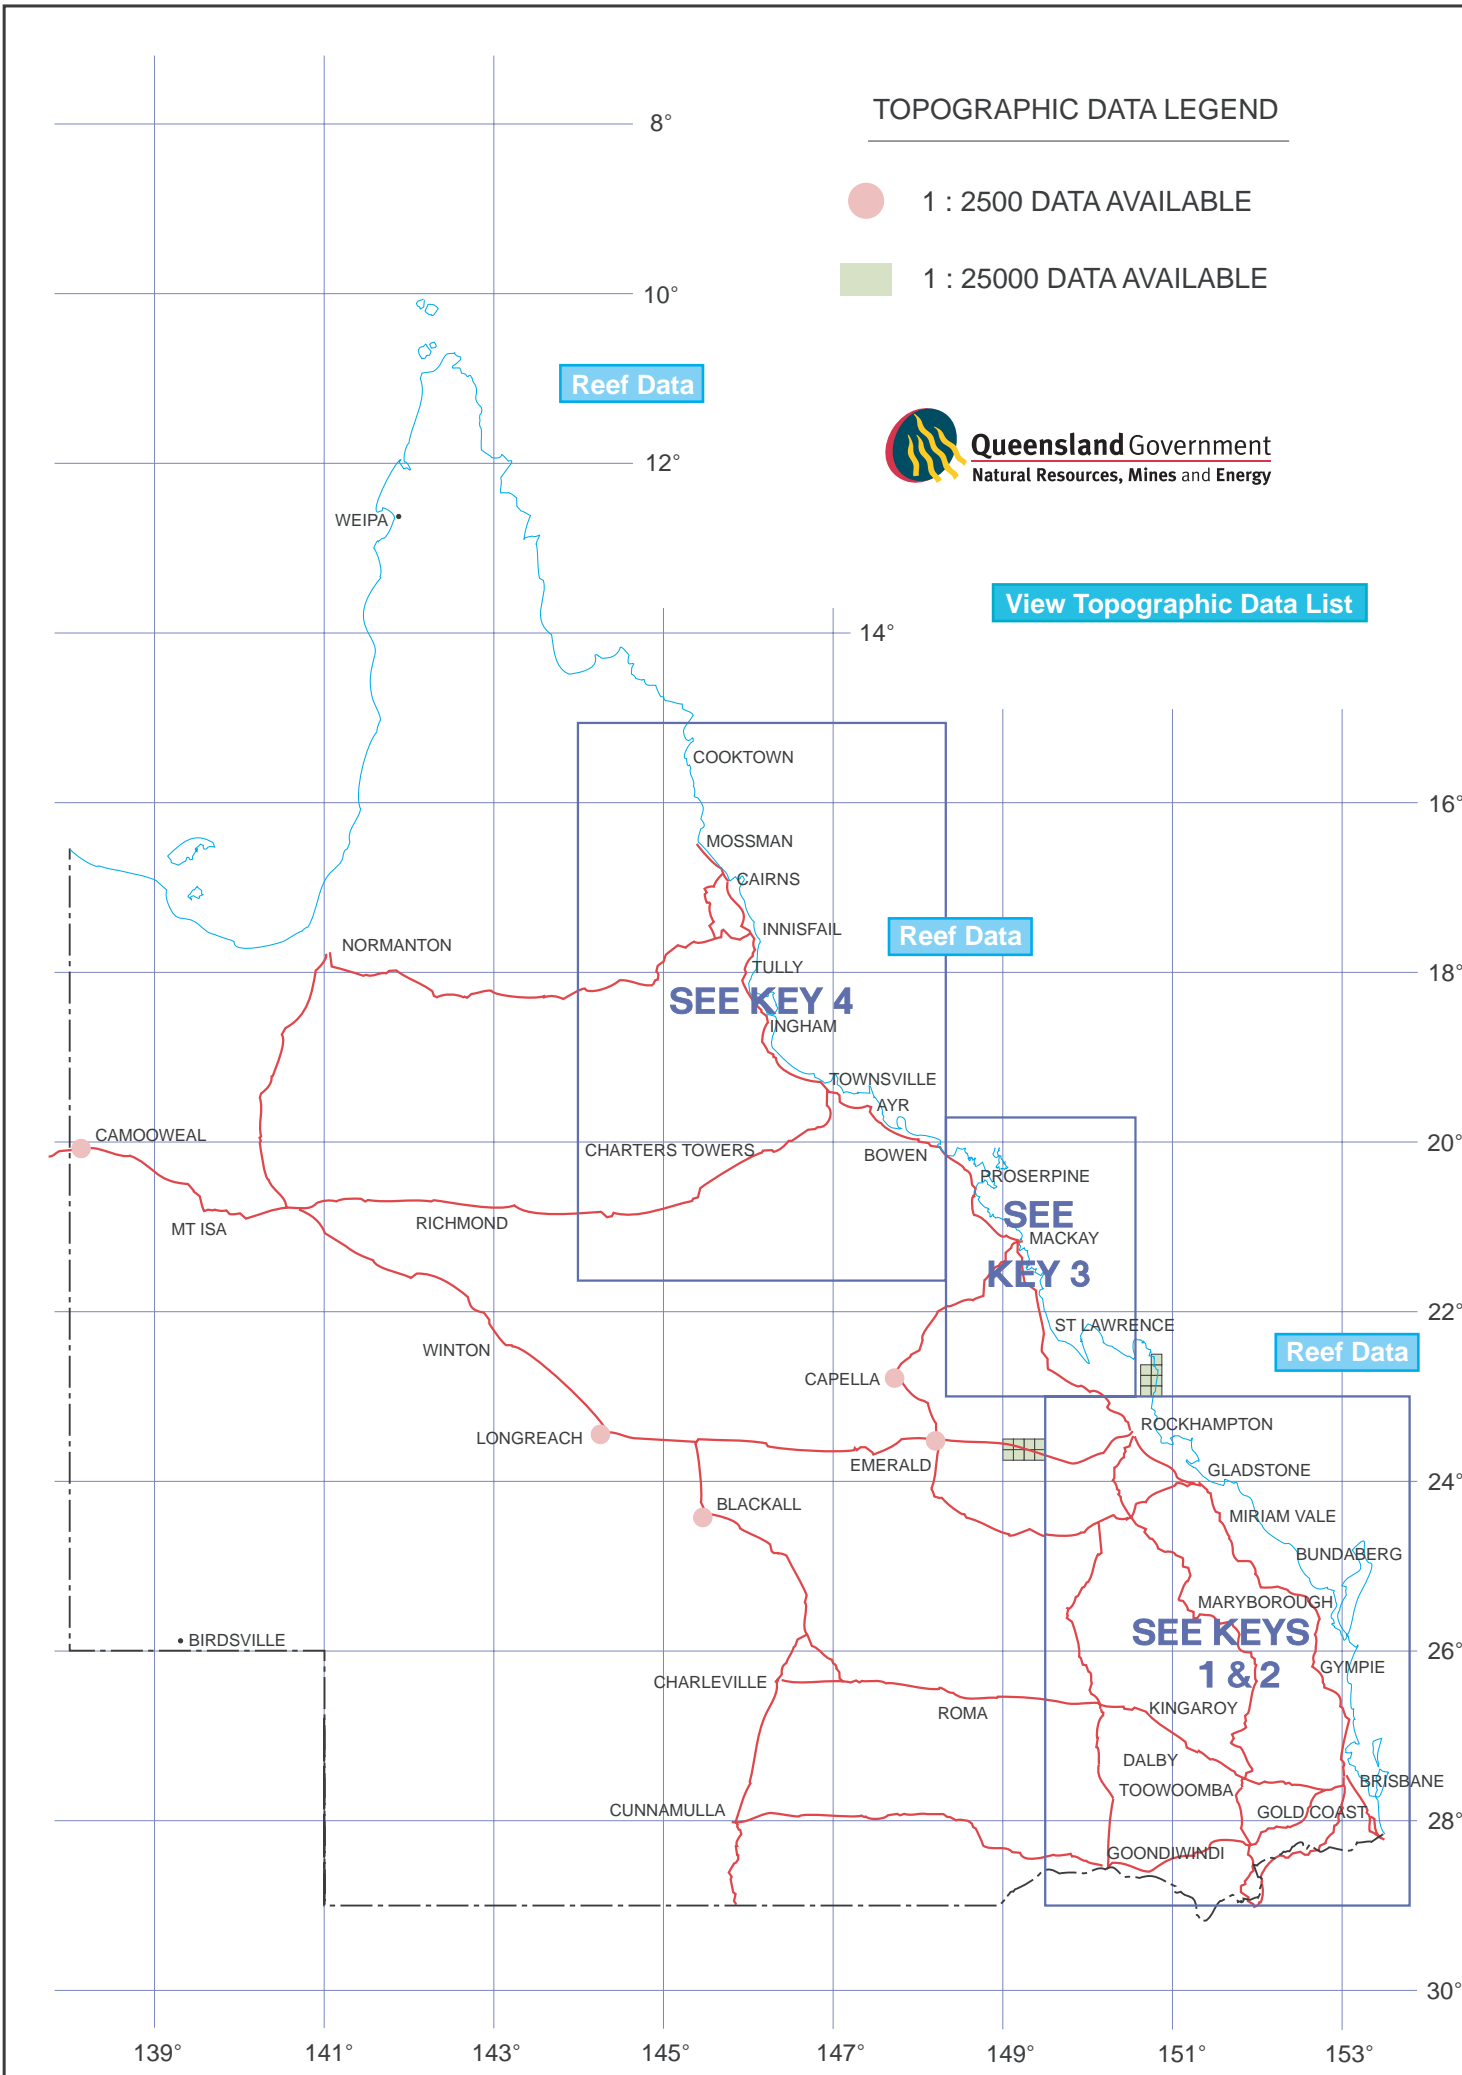 TOPOGRAPHIC DATA LEGEND
8°
1 : 2500 DATA AVAILABLE
1 : 25000 DATA AVAILABLE
10°
Reef Data
Queensland Government
Natural Resources, Mines and Energy
12°
WEIPA
View Topographic Data List
14°
COOKTOWN
16°
MOSSMAN
CAIRNS
INNISFAIL
Reef Data
NORMANTON
TULLY
18°
SEE KEY 4
INGHAM
TOWNSVILLE
AYR
CAMOOWEAL
20°
CHARTERS TOWERS
BOWEN
PROSERPINE
SEE
RICHMOND
MT ISA
MACKAY
KEY 3
22°
ST LAWRENCE
WINTON
Reef Data
CAPELLA
ROCKHAMPTON
LONGREACH
EMERALD
GLADSTONE
24°
BLACKALL
MIRIAM VALE
BUNDABERG
MARYBOROUGH
SEE KEYS
BIRDSVILLE
26°
GYMPIE
1 & 2
CHARLEVILLE
KINGAROY
ROMA
DALBY
BRISBANE
TOOWOOMBA
CUNNAMULLA
GOLD COAST
28°
GOONDIWINDI
30°
139°
141°
143°
145°
147°
149°
151°
153°